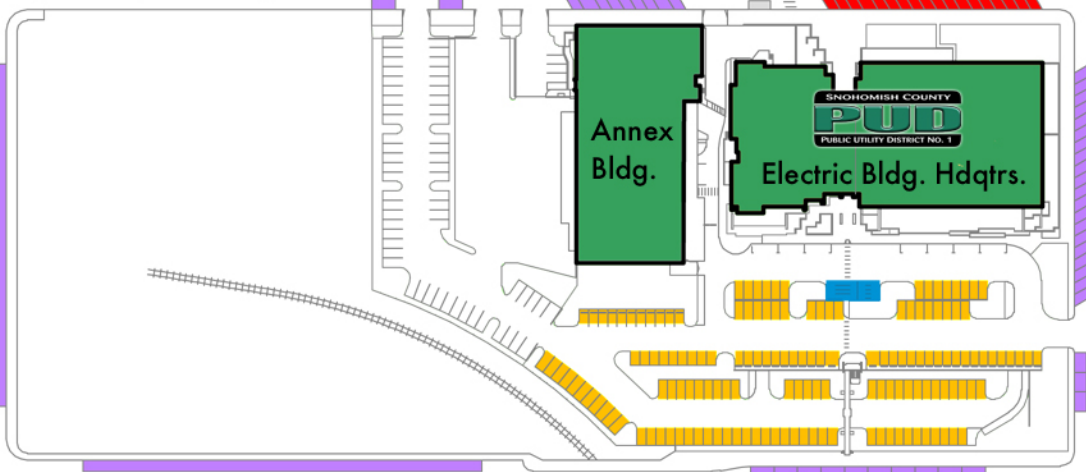 Annex
Bldg.
SNOHOMISH COUNTY
PUD
PUBLIC UTILITY DISTRICT NO. 1
Electric Bldg. Hdqtrs.